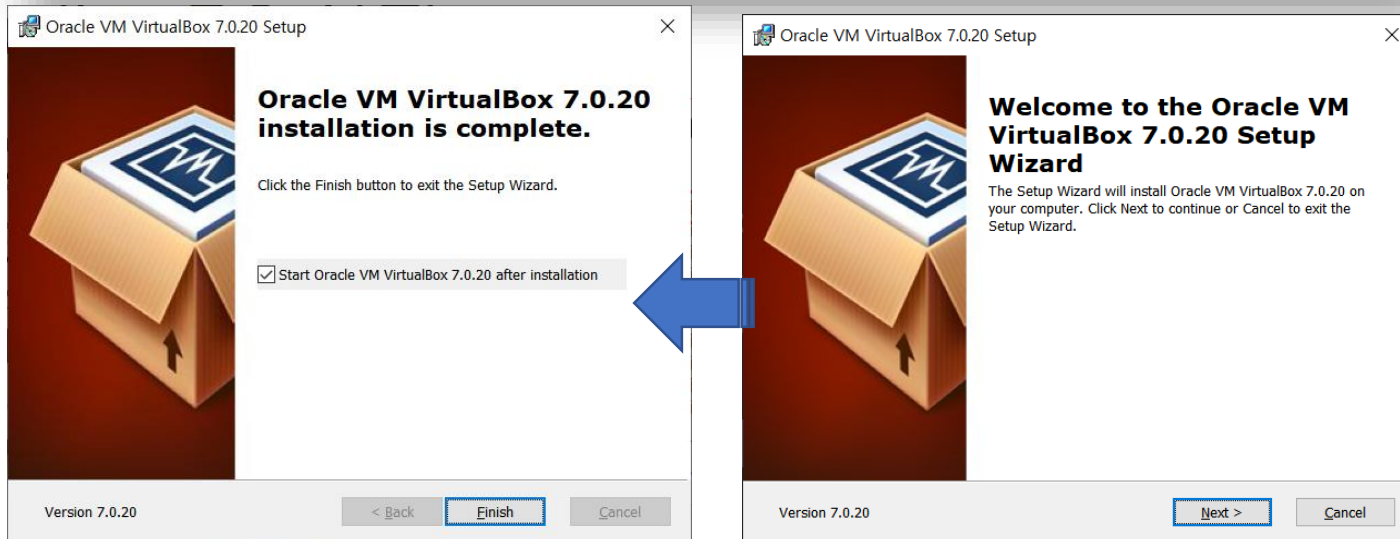 Oracle VM VirtualBox 7.0.20 Setup
Oracle VM VirtualBox 7.0.20
installation is complete.
Click the Finish button to exit the Setup Wizard.
Start Oracle VM VirtualBox 7.0.20 after installation
Version 7.0.20
< Back
Finish
Cancel
Oracle VM VirtualBox 7.0.20 Setup
Welcome to the Oracle VM
VirtualBox 7.0.20 Setup
Wizard
The Setup Wizard will install Oracle VM VirtualBox 7.0.20 on
your computer. Click Next to continue or Cancel to exit the
Setup Wizard.
Version 7.0.20
Next >
Cancel